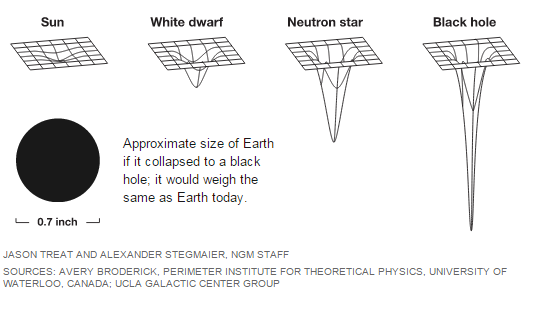 Sun
White dwarf
Neutron star
Black hole
Approximate size of Earth
if it collapsed to a black
hole; it would weigh the
same as Earth today.
0.7 inch
JASON TREAT AND ALEXANDER STEGMAIER, NGM STAFF
SOURCES: AVERY BRODERICK, PERIMETER INSTITUTE FOR THEORETICAL PHYSICS, UNIVERSITY OF
WATERLOO, CANADA; UCLA GALACTIC CENTER GROUP